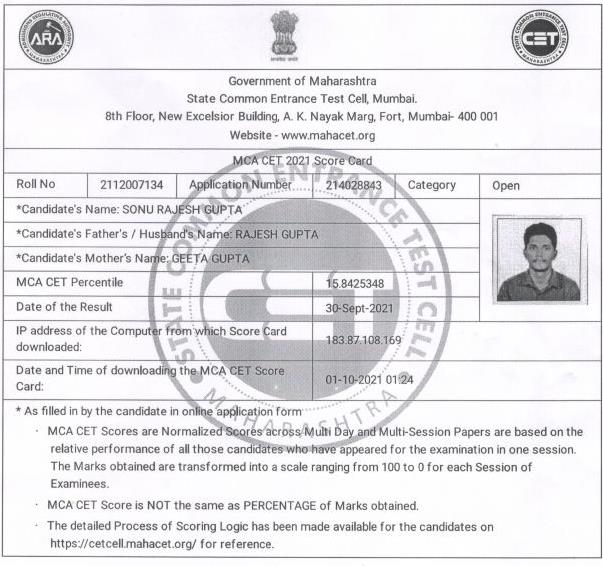 ARA
CET
Government of Maharashtra
State Common Entrance Test Cell, Mumbai.
8th Floor, New Excelsior Building, A. K. Nayak Marg, Fort, Mumbai- 400 001
Website - www.mahacet.org
MCA CET 2021 Score Card
Roll No 2112007134 Application Number 214028843 Category Open
*Candidate's Name: SONU RAJESH GUPTA
*Candidate's Father's / Husband's Name: RAJESH GUPTA
*Candidate's Mother's Name: GEETA GUPTA
MCA CET Percentile 15.8425348
Date of the Result 30-Sept-2021
IP address of the Computer from which Score Card
downloaded: 183.87.108.169
Date and Time of downloading the MCA CET Score
Card: 01-10-2021 01:24
STATE COMMON ENTRANCE TEST CELL
MAHARASHTRA
* As filled in by the candidate in online application form
· MCA CET Scores are Normalized Scores across Multi Day and Multi-Session Papers are based on the
relative performance of all those candidates who have appeared for the examination in one session.
The Marks obtained are transformed into a scale ranging from 100 to 0 for each Session of
Examinees.
· MCA CET Score is NOT the same as PERCENTAGE of Marks obtained.
· The detailed Process of Scoring Logic has been made available for the candidates on
https://cetcell.mahacet.org/ for reference.